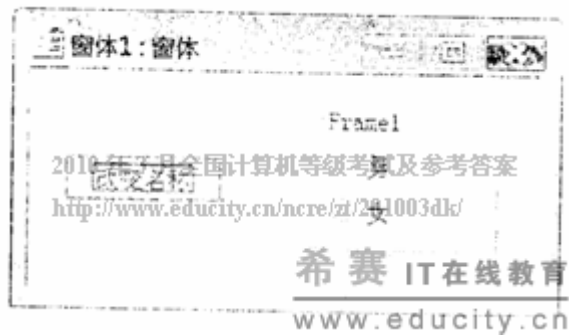 窗体1:窗体
Frame1
2010年3月全国计算机等级考试及参考答案
男
http://www.educity.cn/ncre/zt/201003dk/
女
希赛 IT在线教育
www.educity.cn